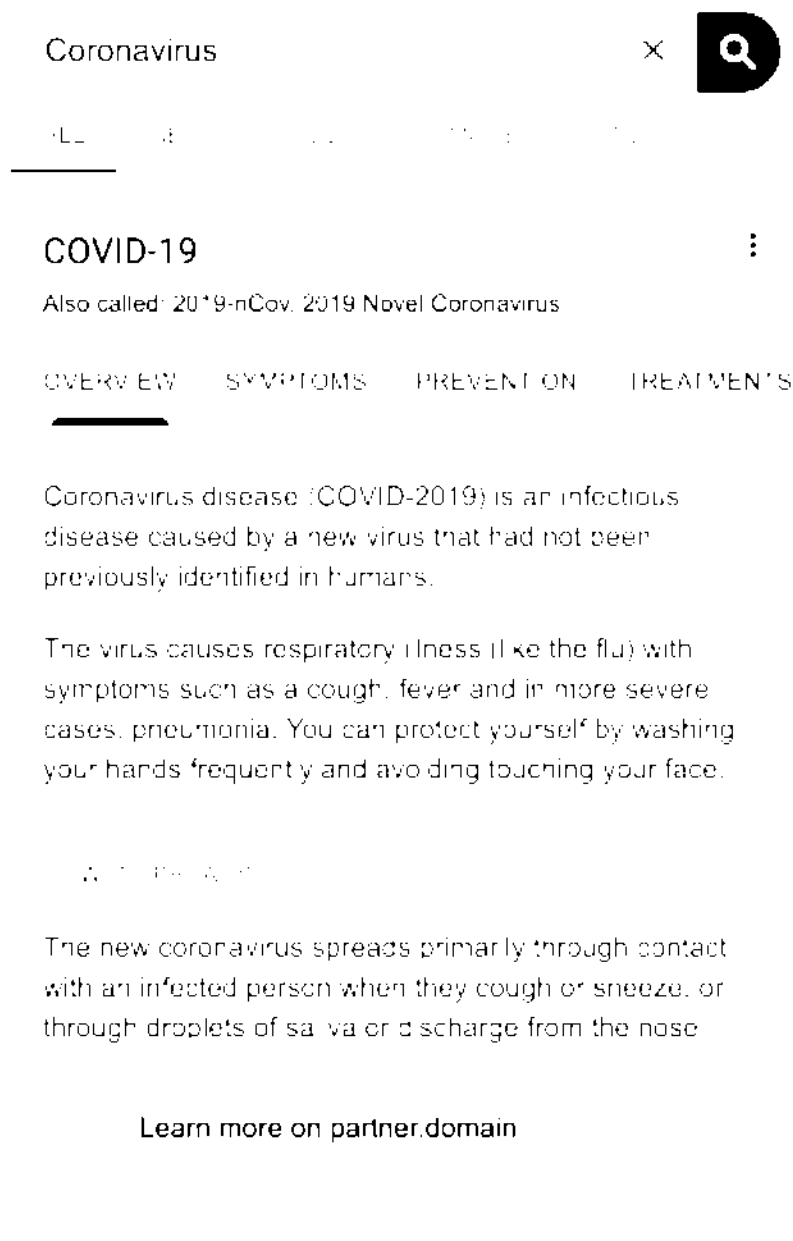 Coronavirus
COVID-19
Also called: 2019-nCov, 2019 Novel Coronavirus
OVERVIEW SYMPTOMS PREVENTION TREATMENTS
Coronavirus disease (COVID-2019) is an infectious
disease caused by a new virus that had not been
previously identified in humans.
The virus causes respiratory illness (like the flu) with
symptoms such as a cough, fever and in more severe
cases, pneumonia. You can protect yourself by washing
your hands frequently and avoiding touching your face.
The new coronavirus spreads primarily through contact
with an infected person when they cough or sneeze, or
through droplets of saliva or discharge from the nose
Learn more on partner.domain